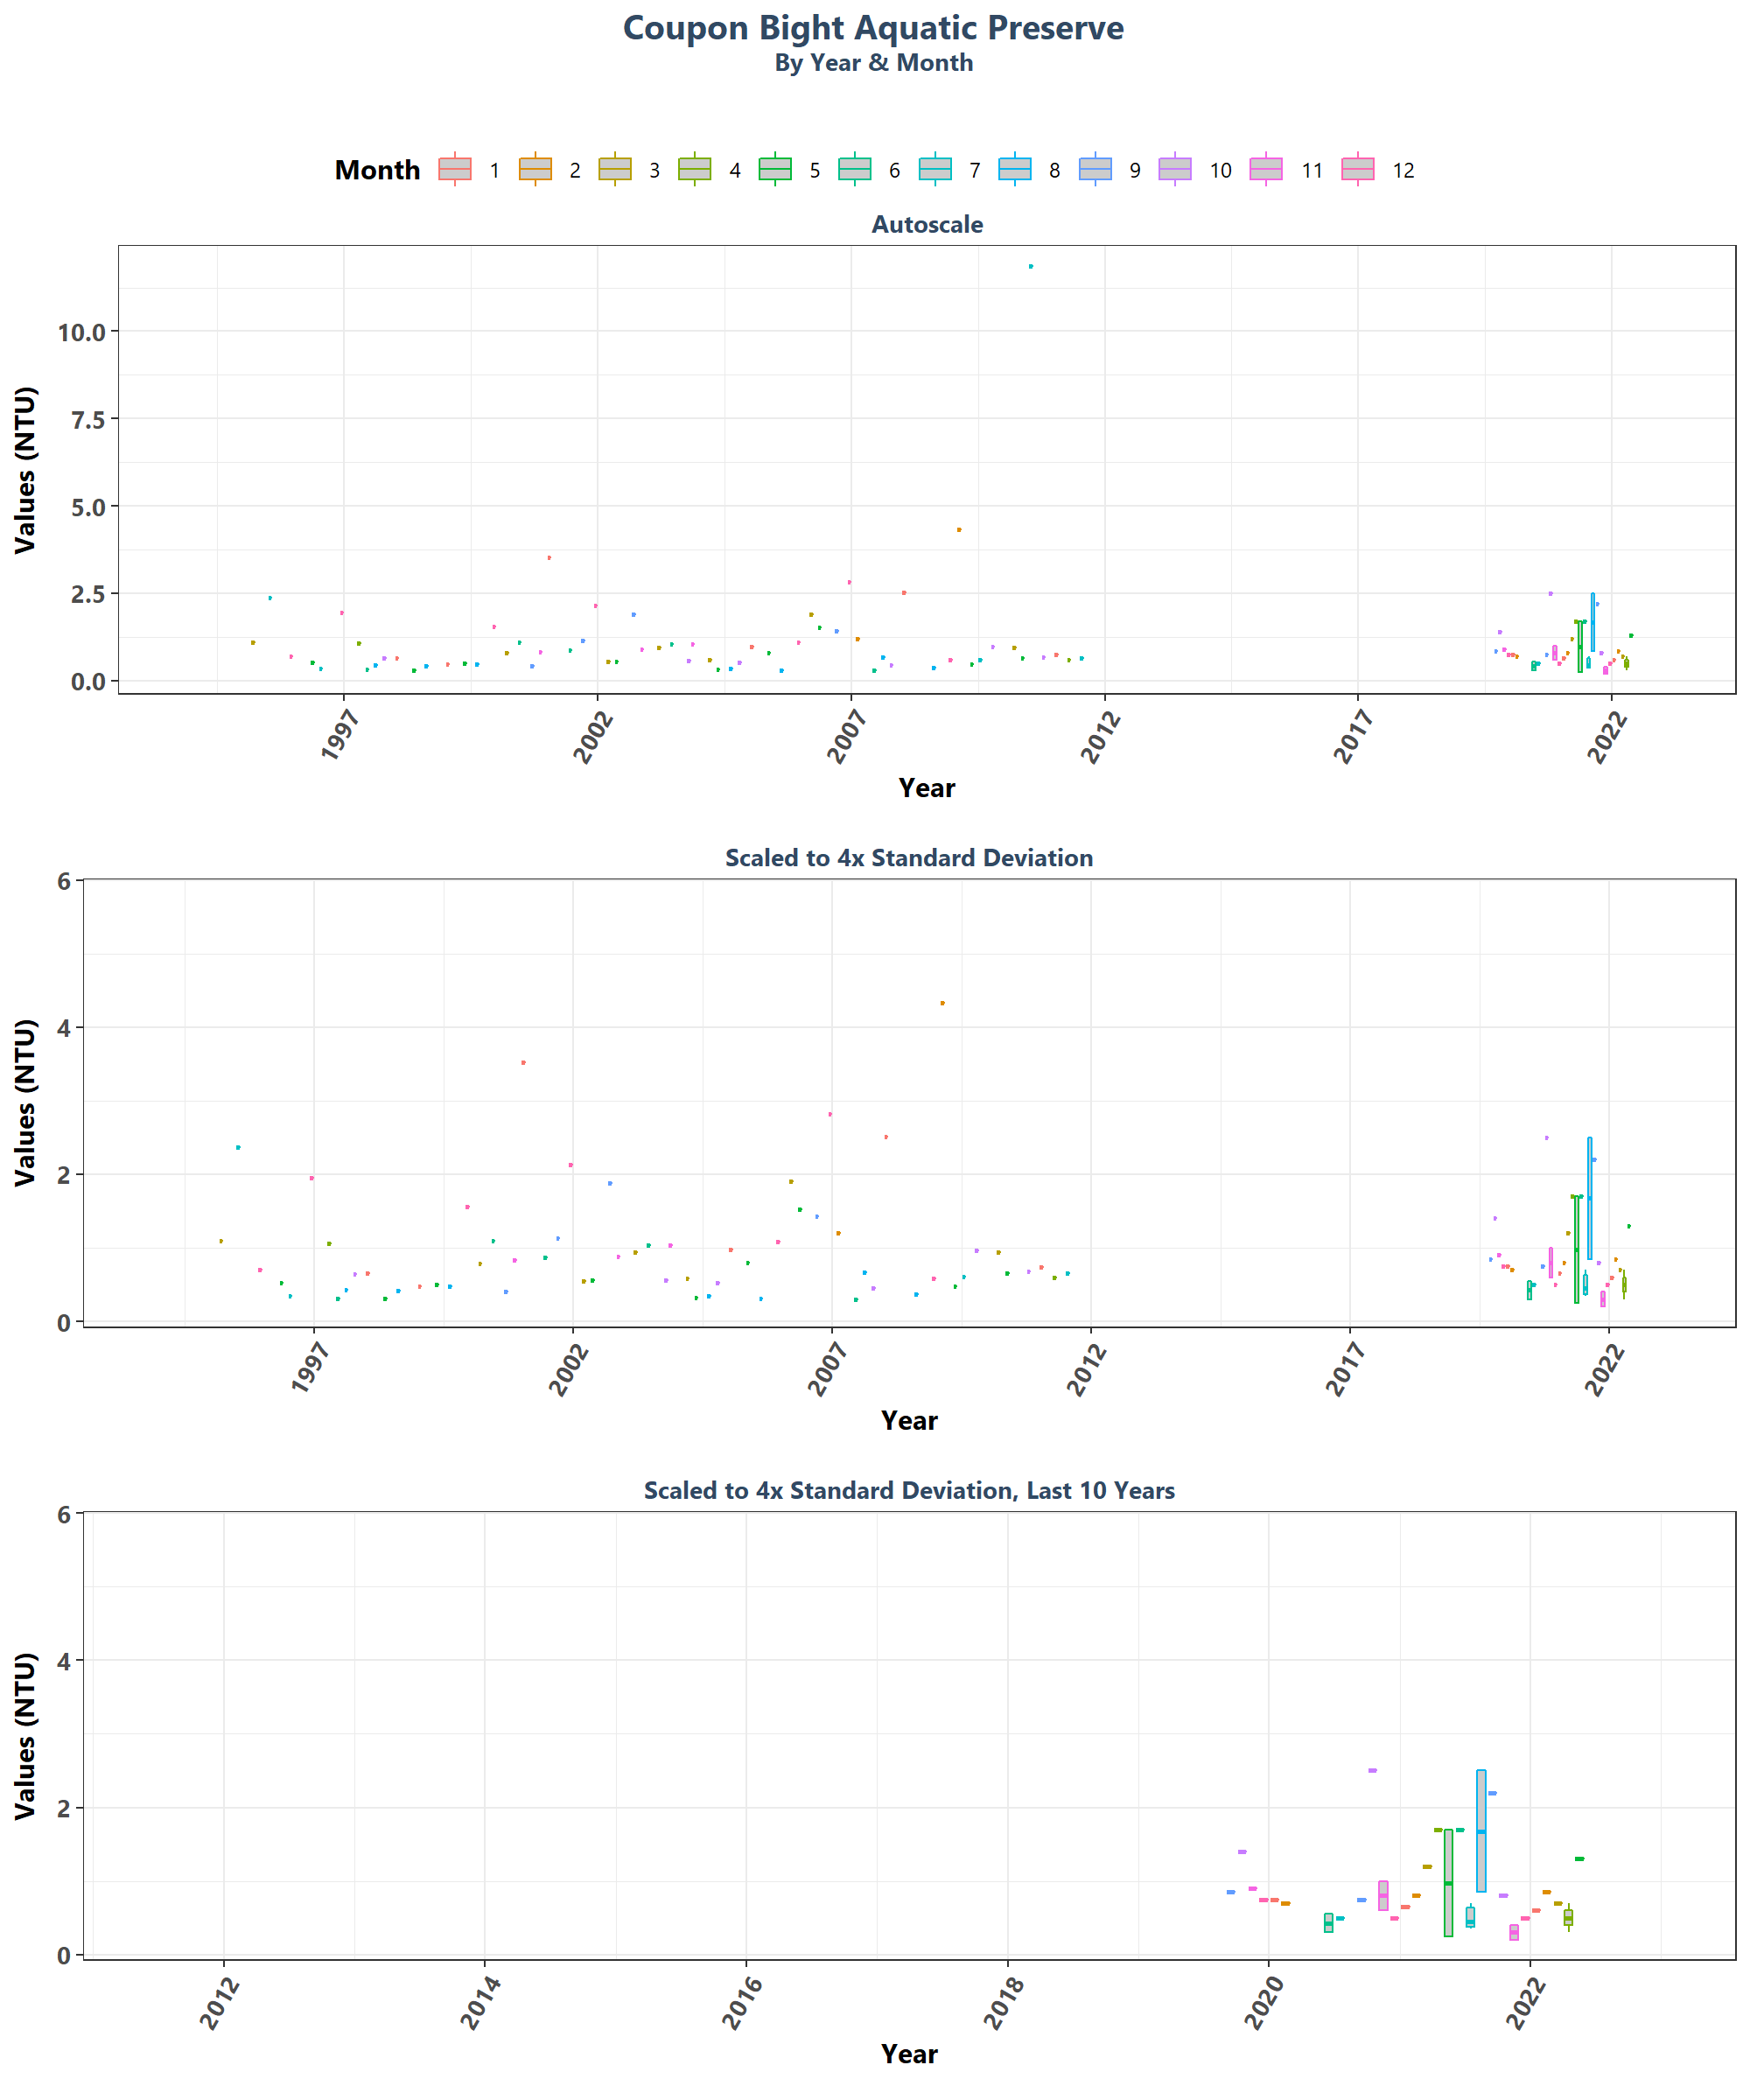 Coupon Bight Aquatic Preserve
By Year & Month
Month 1 2 3 4 5 6 7 8 9 10 11 12
Autoscale
Values (NTU)
10.0
7.5
5.0
2.5
0.0
1997 2002 2007 2012 2017 2022
Year
Scaled to 4x Standard Deviation
Values (NTU)
6
4
2
0
1997 2002 2007 2012 2017 2022
Year
Scaled to 4x Standard Deviation, Last 10 Years
Values (NTU)
6
4
2
0
2012 2014 2016 2018 2020 2022
Year